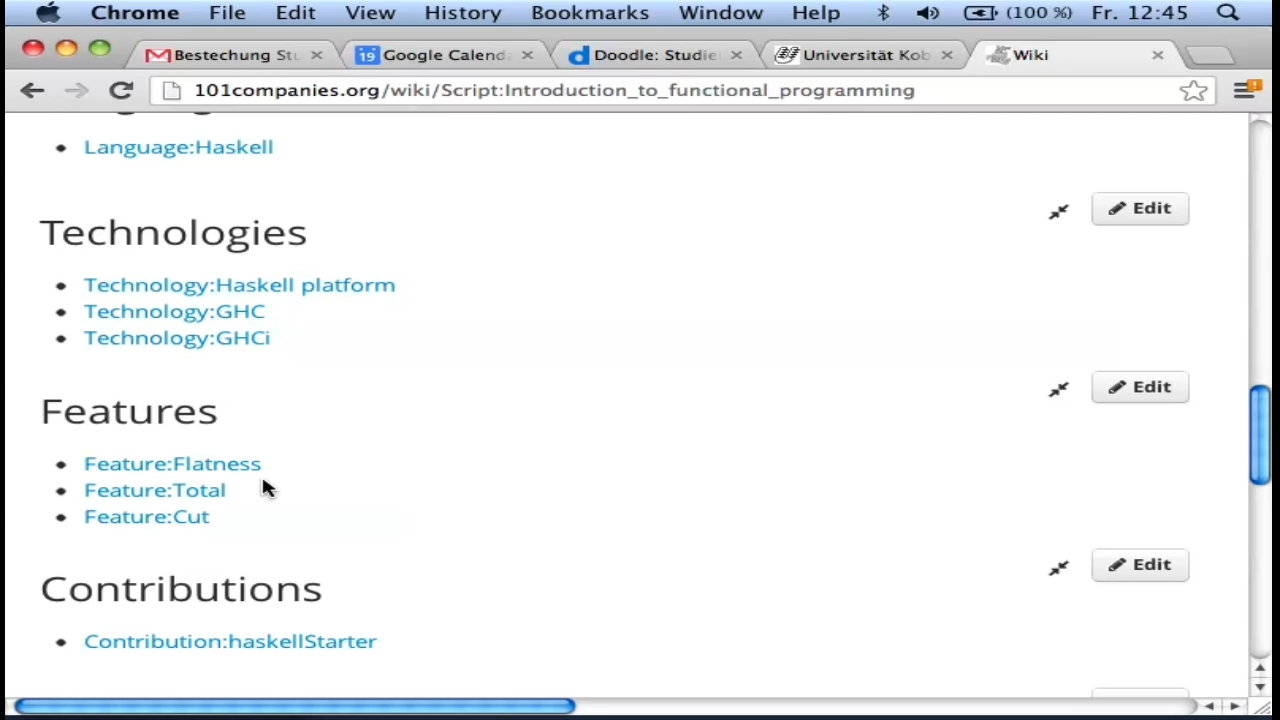 Chrome File Edit View History Bookmarks Window Help (100 %) Fr. 12:45
Bestechung Stu 19 Google Calend Doodle: Studie Universität Kob Wiki
101companies.org/wiki/Script:Introduction_to_functional_programming
Language:Haskell
Technologies Edit
Technology:Haskell platform
Technology:GHC
Technology:GHCi
Features Edit
Feature:Flatness
Feature:Total
Feature:Cut
Contributions Edit
Contribution:haskellStarter